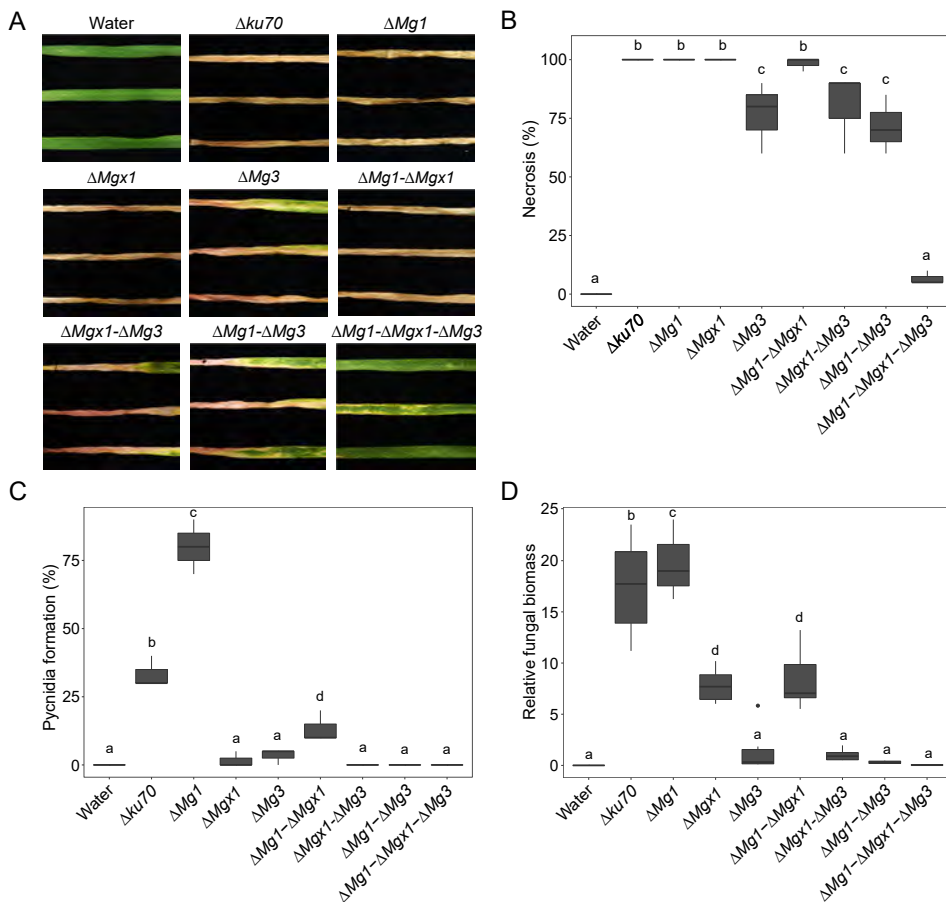 A
Water
Δku70
ΔMg1
ΔMgx1
ΔMg3
ΔMg1-ΔMgx1
ΔMgx1-ΔMg3
ΔMg1-ΔMg3
ΔMg1-ΔMgx1-ΔMg3
B
Necrosis (%)
100
75
50
25
0
a
b
b
b
c
b
c
c
a
Water
Δku70
ΔMg1
ΔMgx1
ΔMg3
ΔMg1−ΔMgx1
ΔMgx1−ΔMg3
ΔMg1−ΔMg3
ΔMg1−ΔMgx1−ΔMg3
C
Pycnidia formation (%)
75
50
25
0
a
b
c
a
a
d
a
a
a
Water
Δku70
ΔMg1
ΔMgx1
ΔMg3
ΔMg1−ΔMgx1
ΔMgx1−ΔMg3
ΔMg1−ΔMg3
ΔMg1−ΔMgx1−ΔMg3
D
Relative fungal biomass
25
20
15
10
5
0
a
b
c
d
a
d
a
a
a
Water
Δku70
ΔMg1
ΔMgx1
ΔMg3
ΔMg1−ΔMgx1
ΔMgx1−ΔMg3
ΔMg1−ΔMg3
ΔMg1−ΔMgx1−ΔMg3